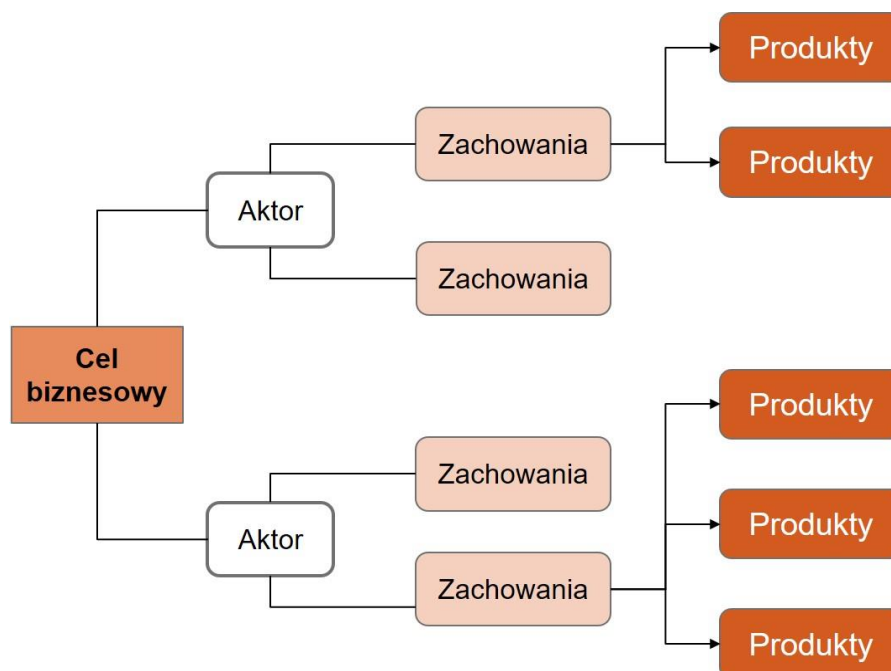 Produkty
Zachowania
Produkty
Aktor
Zachowania
Cel
biznesowy
Produkty
Zachowania
Produkty
Aktor
Zachowania
Produkty